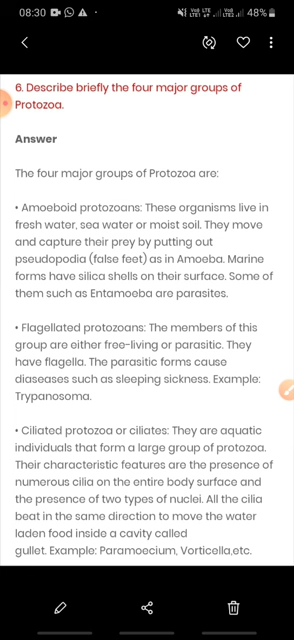 08:30 48%
6. Describe briefly the four major groups of
Protozoa.
Answer
The four major groups of Protozoa are:
• Amoeboid protozoans: These organisms live in
fresh water, sea water or moist soil. They move
and capture their prey by putting out
pseudopodia (false feet) as in Amoeba. Marine
forms have silica shells on their surface. Some of
them such as Entamoeba are parasites.
• Flagellated protozoans: The members of this
group are either free-living or parasitic. They
have flagella. The parasitic forms cause
diaseases such as sleeping sickness. Example:
Trypanosoma.
• Ciliated protozoa or ciliates: They are aquatic
individuals that form a large group of protozoa.
Their characteristic features are the presence of
numerous cilia on the entire body surface and
the presence of two types of nuclei. All the cilia
beat in the same direction to move the water
laden food inside a cavity called
gullet. Example: Paramoecium, Vorticella,etc.